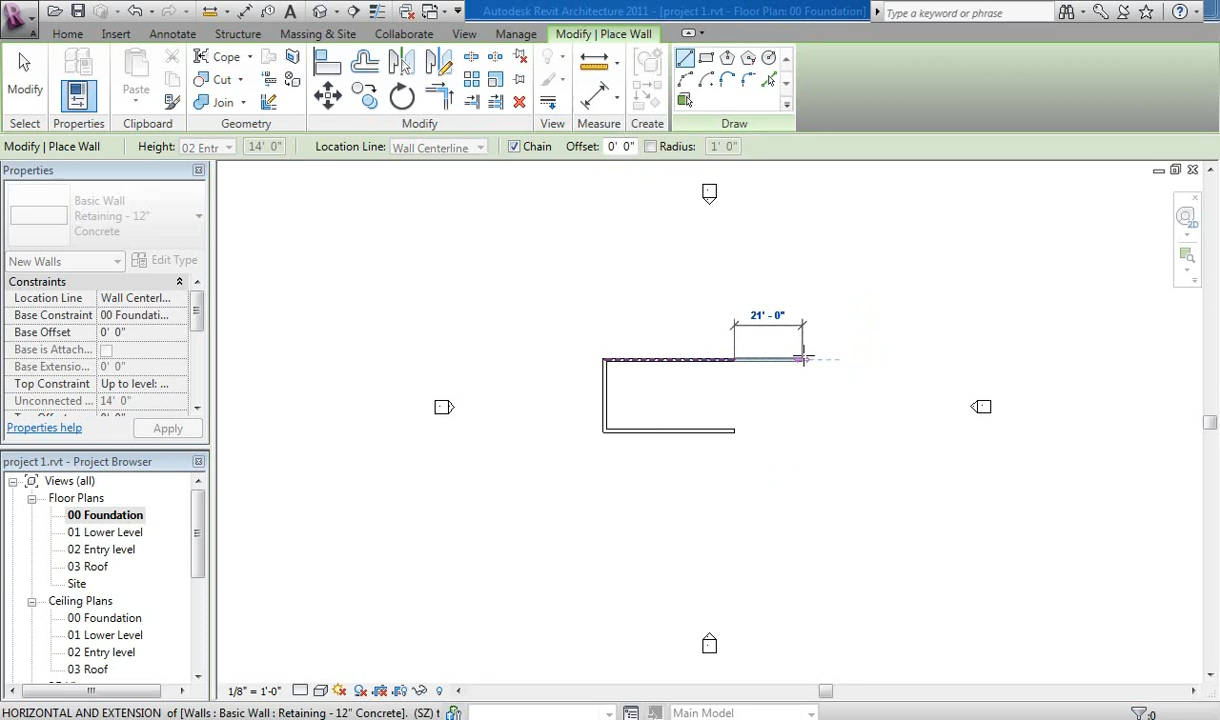 Autodesk Revit Architecture 2011 - [project 1.rvt - Floor Plan: 00 Foundation]
Type a keyword or phrase
Home Insert Annotate Structure Massing & Site Collaborate View Manage Modify | Place Wall
Modify
Paste
Cope
Cut
Join
Select Properties Clipboard Geometry Modify View Measure Create Draw
Modify | Place Wall Height: 02 Entr 14' 0" Location Line: Wall Centerline Chain Offset: 0' 0" Radius: 1' 0"
Properties
Basic Wall
Retaining - 12"
Concrete
New Walls Edit Type
Constraints
Location Line Wall Centerl...
Base Constraint 00 Foundati...
Base Offset 0' 0"
Base is Attach...
Base Extensio... 0' 0"
Top Constraint Up to level: ...
Unconnected ... 14' 0"
Properties help Apply
project 1.rvt - Project Browser
Views (all)
Floor Plans
00 Foundation
01 Lower Level
02 Entry level
03 Roof
Site
Ceiling Plans
00 Foundation
01 Lower Level
02 Entry level
03 Roof
21' - 0"
2D
1/8" = 1'-0"
HORIZONTAL AND EXTENSION of [Walls : Basic Wall : Retaining - 12" Concrete]. (SZ) t
Main Model
:0